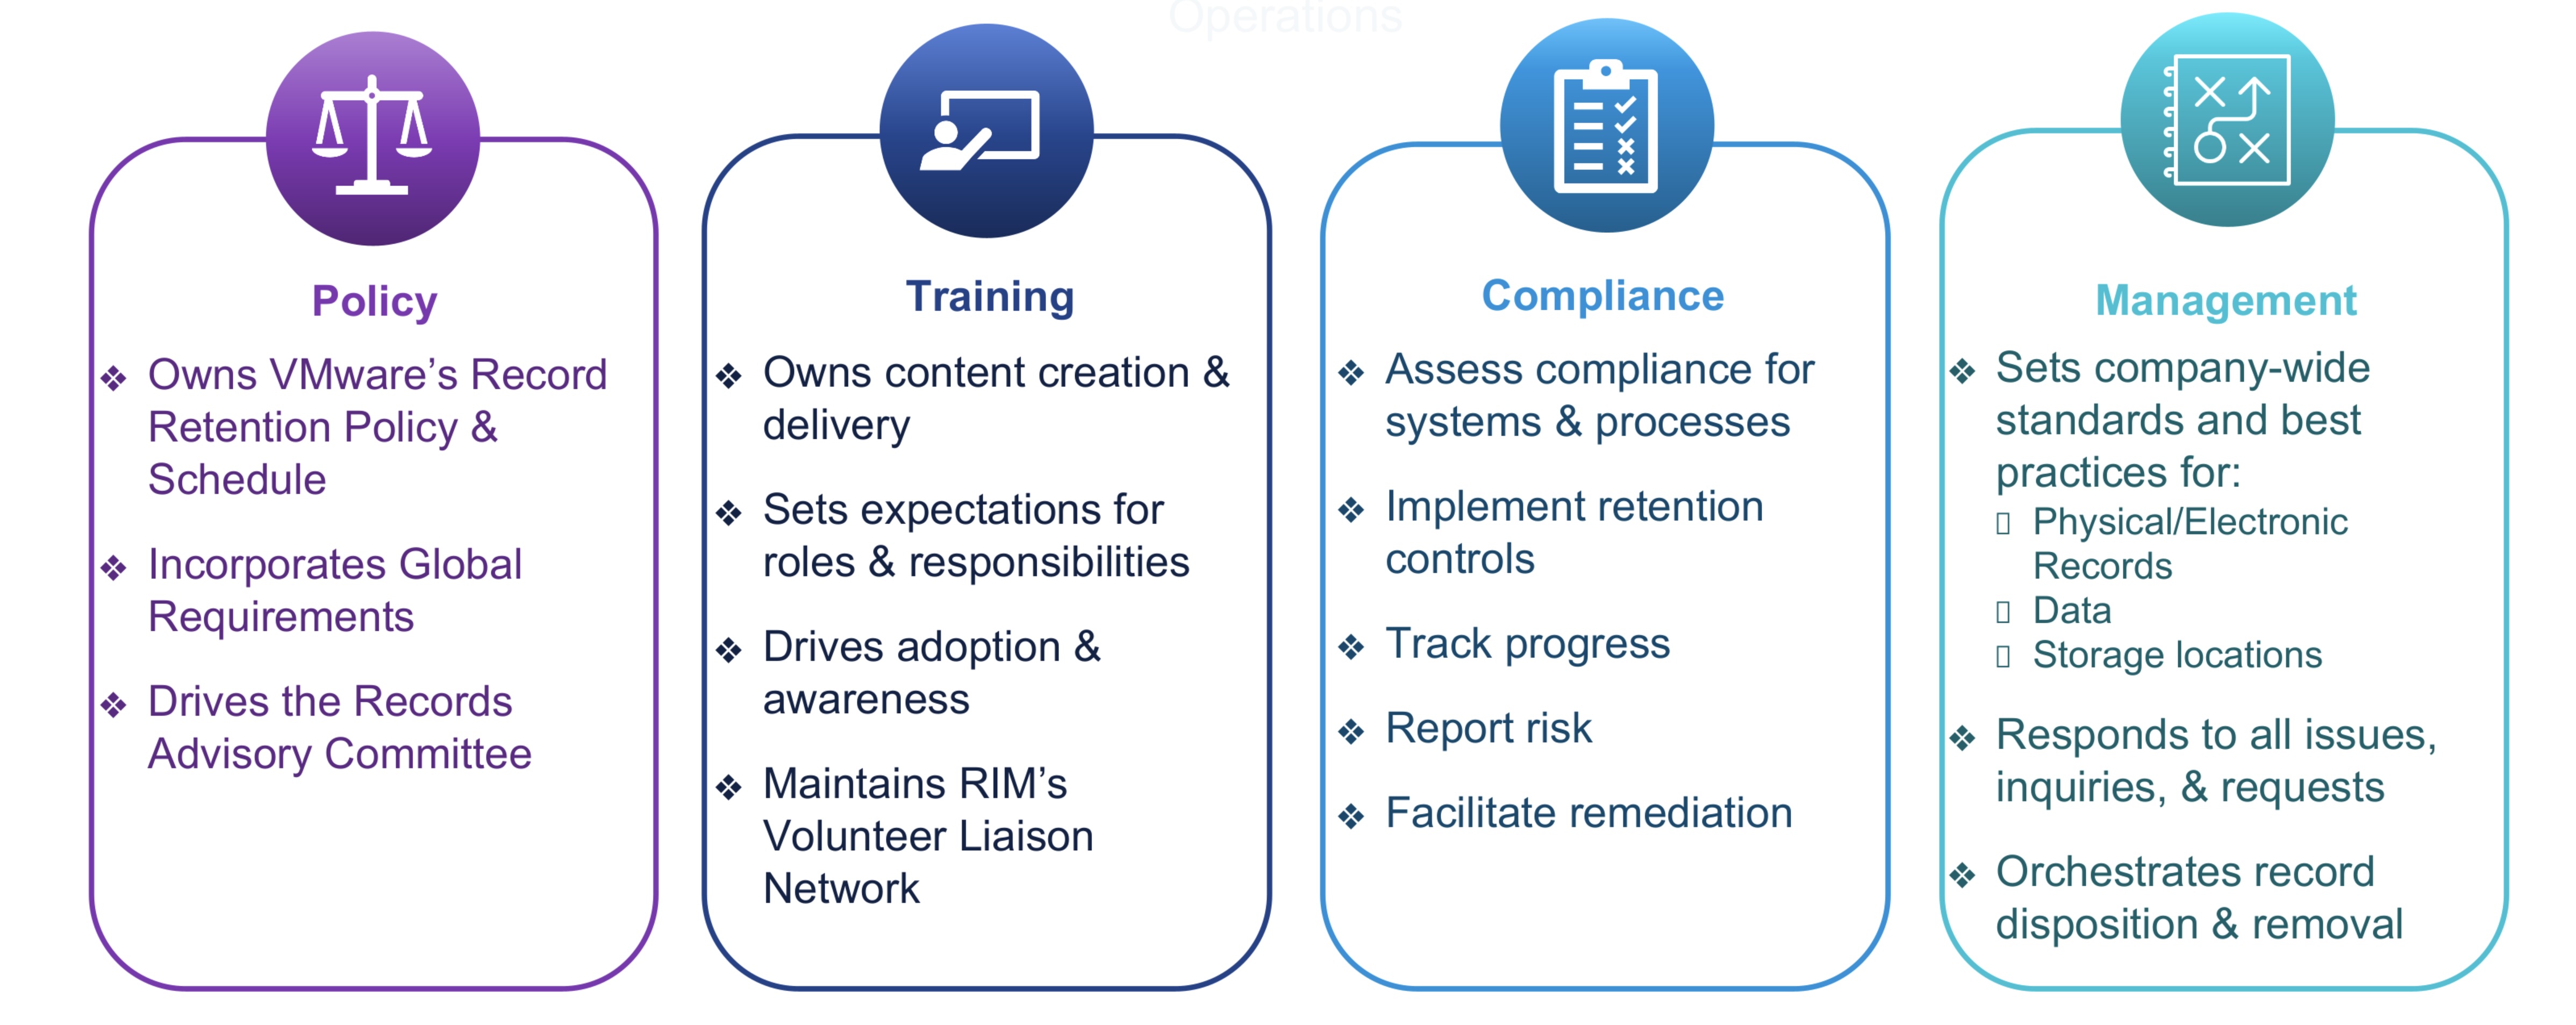 Operations
Policy
❖ Owns VMware’s Record
Retention Policy &
Schedule
❖ Incorporates Global
Requirements
❖ Drives the Records
Advisory Committee
Training
❖ Owns content creation &
delivery
❖ Sets expectations for
roles & responsibilities
❖ Drives adoption &
awareness
❖ Maintains RIM’s
Volunteer Liaison
Network
Compliance
❖ Assess compliance for
systems & processes
❖ Implement retention
controls
❖ Track progress
❖ Report risk
❖ Facilitate remediation
Management
❖ Sets company-wide
standards and best
practices for:
▯ Physical/Electronic
Records
▯ Data
▯ Storage locations
❖ Responds to all issues,
inquiries, & requests
❖ Orchestrates record
disposition & removal